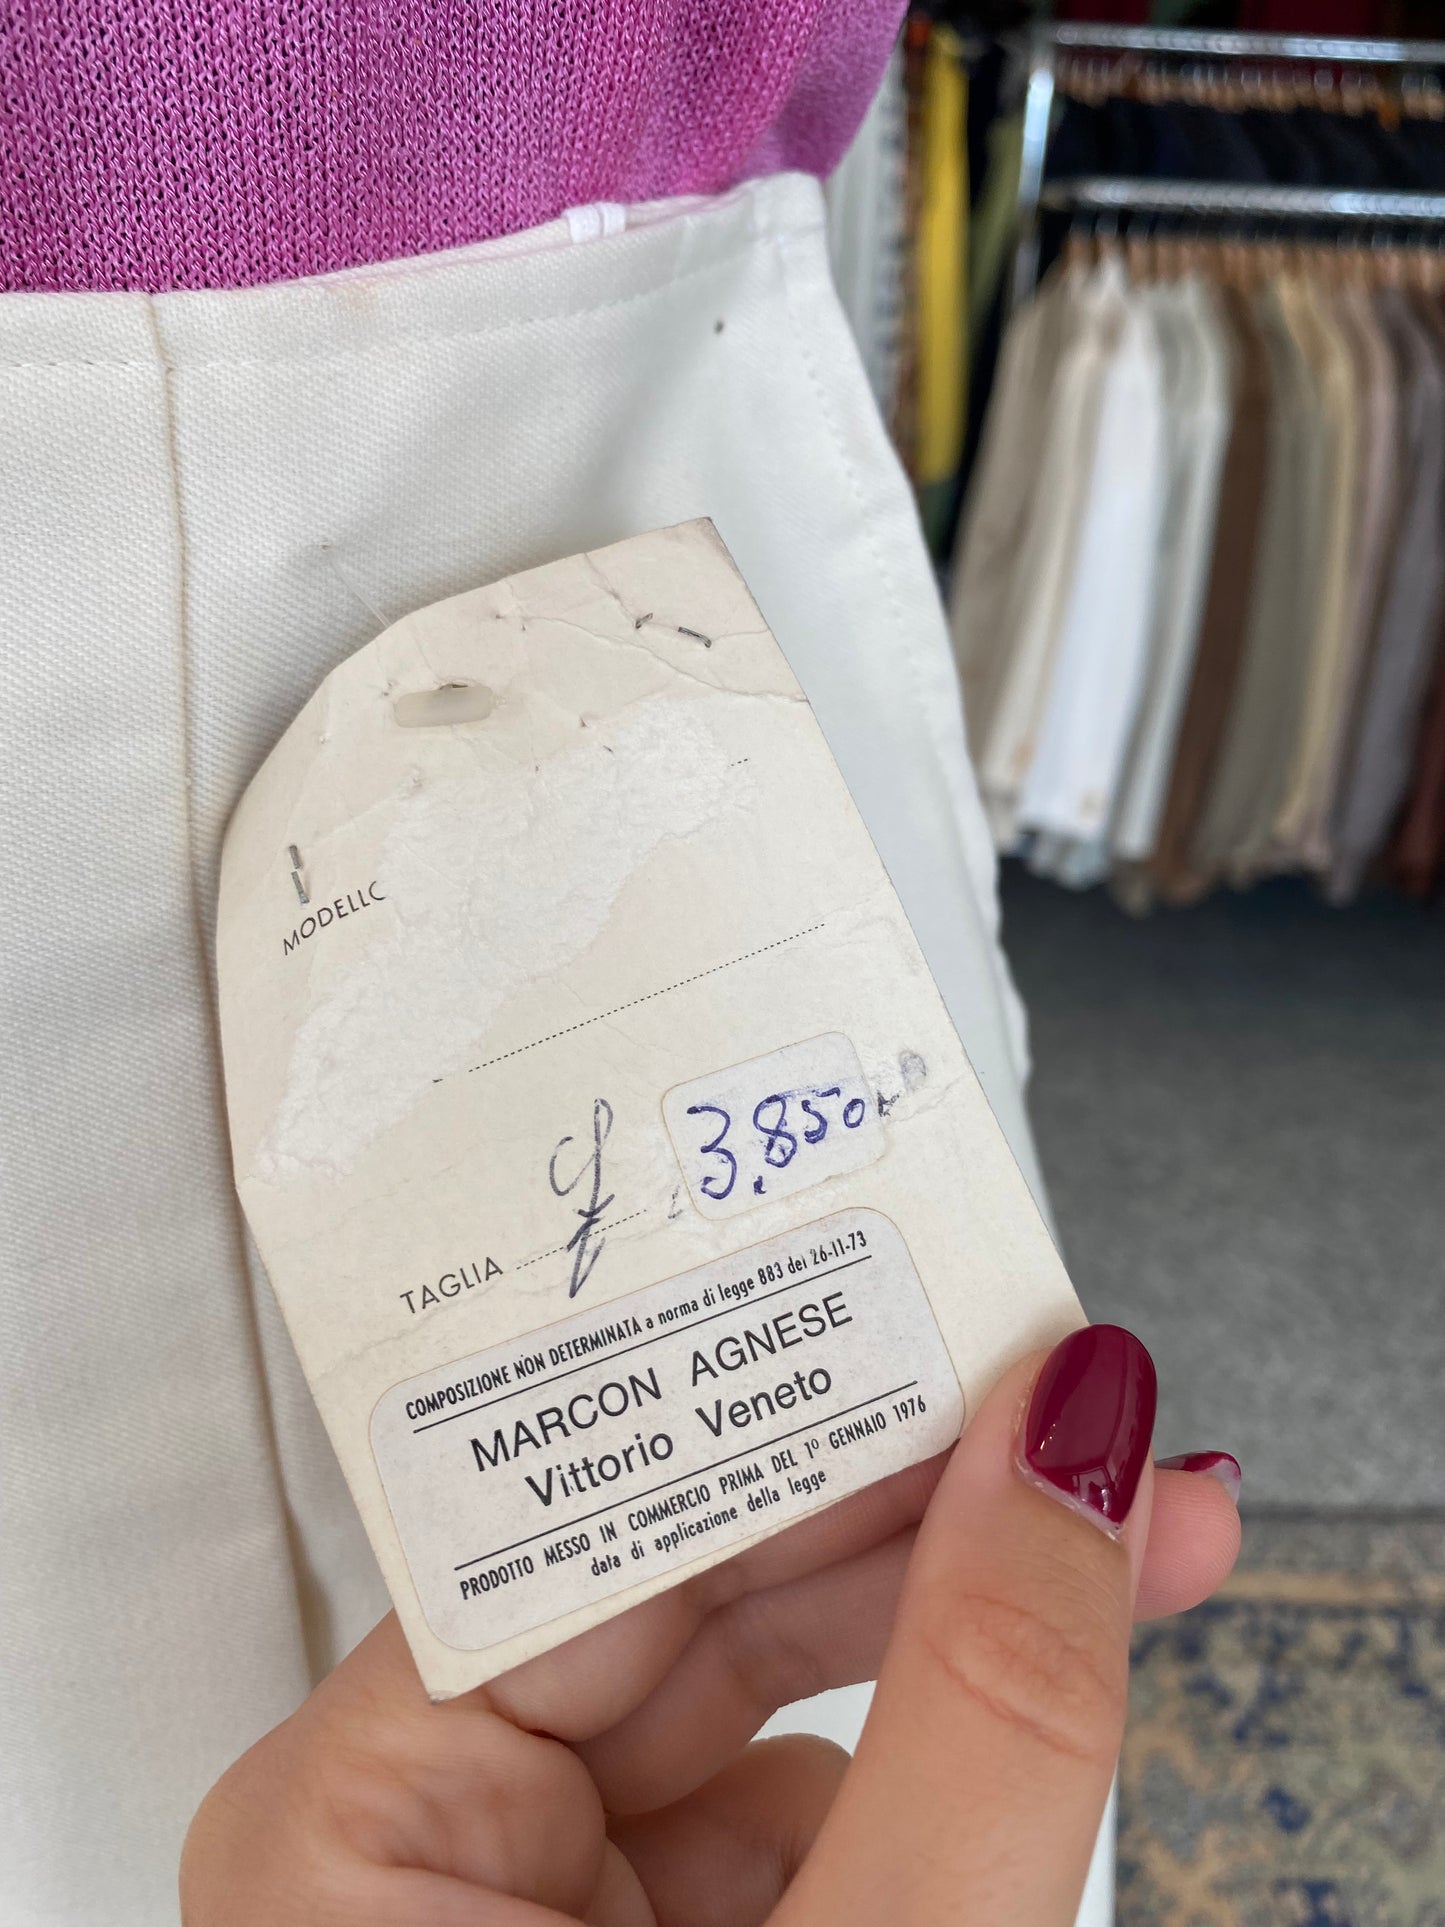 MODELLO
3.850
TAGLIA
COMPOSIZIONE NON DETERMINATA a norma di legge 883 del 26-11-73
MARCON AGNESE
Vittorio Veneto
PRODOTTO MESSO IN COMMERCIO PRIMA DEL 1º GENNAIO 1976
data di applicazione della legge